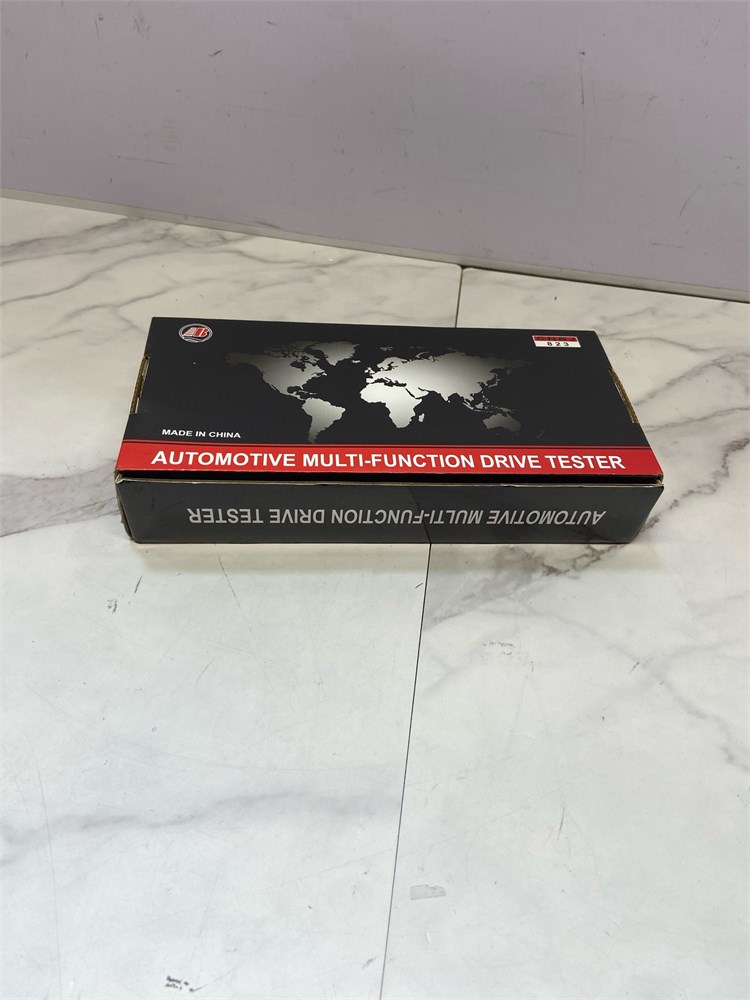 823
MADE IN CHINA
AUTOMOTIVE MULTI-FUNCTION DRIVE TESTER
AUTOMOTIVE MULTI-FUNCTION DRIVE TESTER